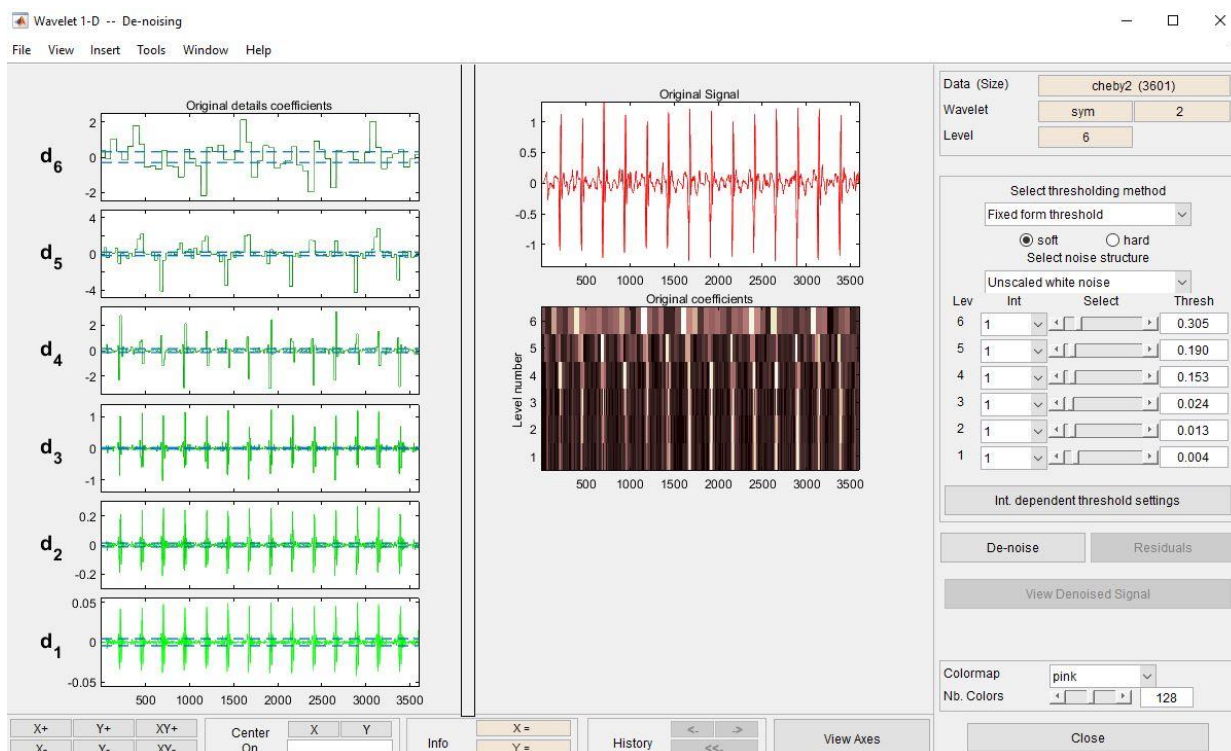 Wavelet 1-D -- De-noising
File View Insert Tools Window Help
Original details coefficients
d6
2
0
-2
d5
4
2
0
-2
-4
d4
2
0
-2
d3
1
0
-1
d2
0.2
0
-0.2
d1
0.05
0
-0.05
500 1000 1500 2000 2500 3000 3500
Original Signal
1
0.5
0
-0.5
-1
500 1000 1500 2000 2500 3000 3500
Original coefficients
Level number
6
5
4
3
2
1
500 1000 1500 2000 2500 3000 3500
Data (Size) cheby2 (3601)
Wavelet sym 2
Level 6
Select thresholding method
Fixed form threshold
soft hard
Select noise structure
Unscaled white noise
Lev Int Select Thresh
6 1 0.305
5 1 0.190
4 1 0.153
3 1 0.024
2 1 0.013
1 1 0.004
Int. dependent threshold settings
De-noise Residuals
View Denoised Signal
Colormap pink
Nb. Colors 128
Close
X+ Y+ XY+
X- Y- XY-
Center On X Y
Info X = Y =
History <- -> <<-
View Axes